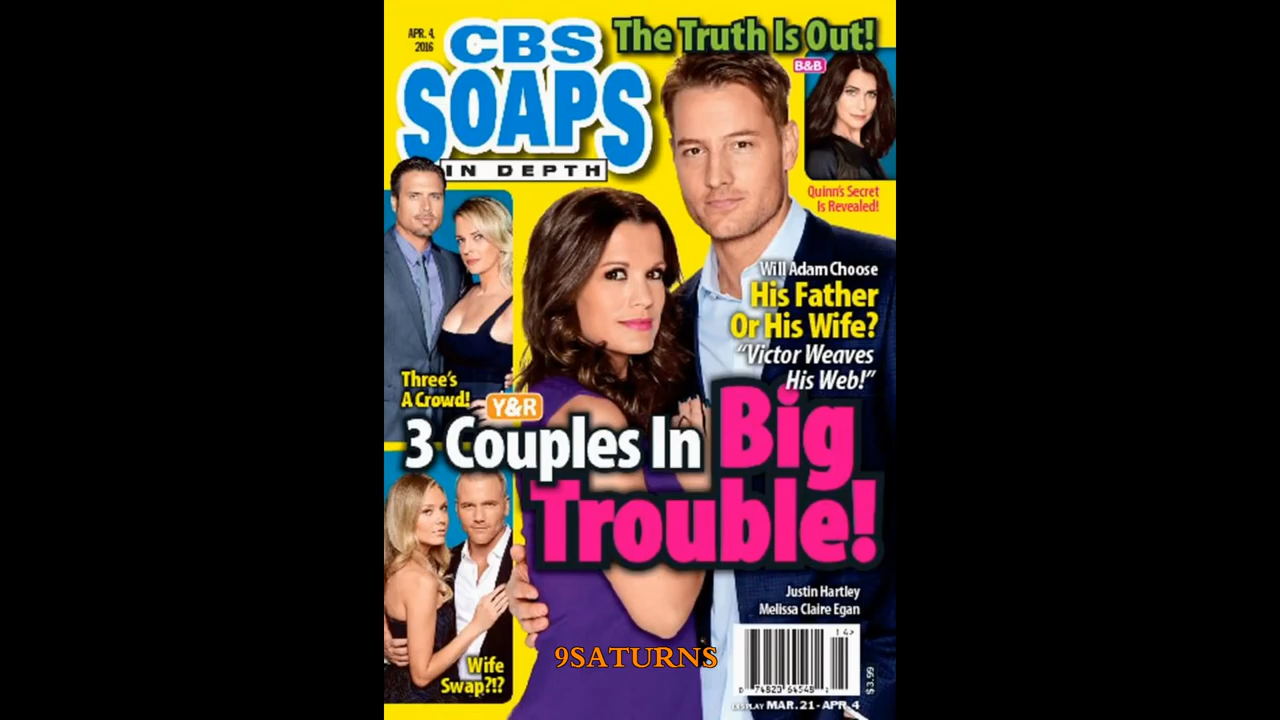 APR. 4,
2016
CBS
SOAPS
IN DEPTH
The Truth Is Out!
B&B
Quinn's Secret
Is Revealed!
Will Adam Choose
His Father
Or His Wife?
"Victor Weaves
His Web!"
Three's
A Crowd!
Y&R
3 Couples In
Big
Trouble!
Wife
Swap?!?
Justin Hartley
Melissa Claire Egan
9SATURNS
14>
$3.99
DISPLAY MAR. 21 - APR. 4